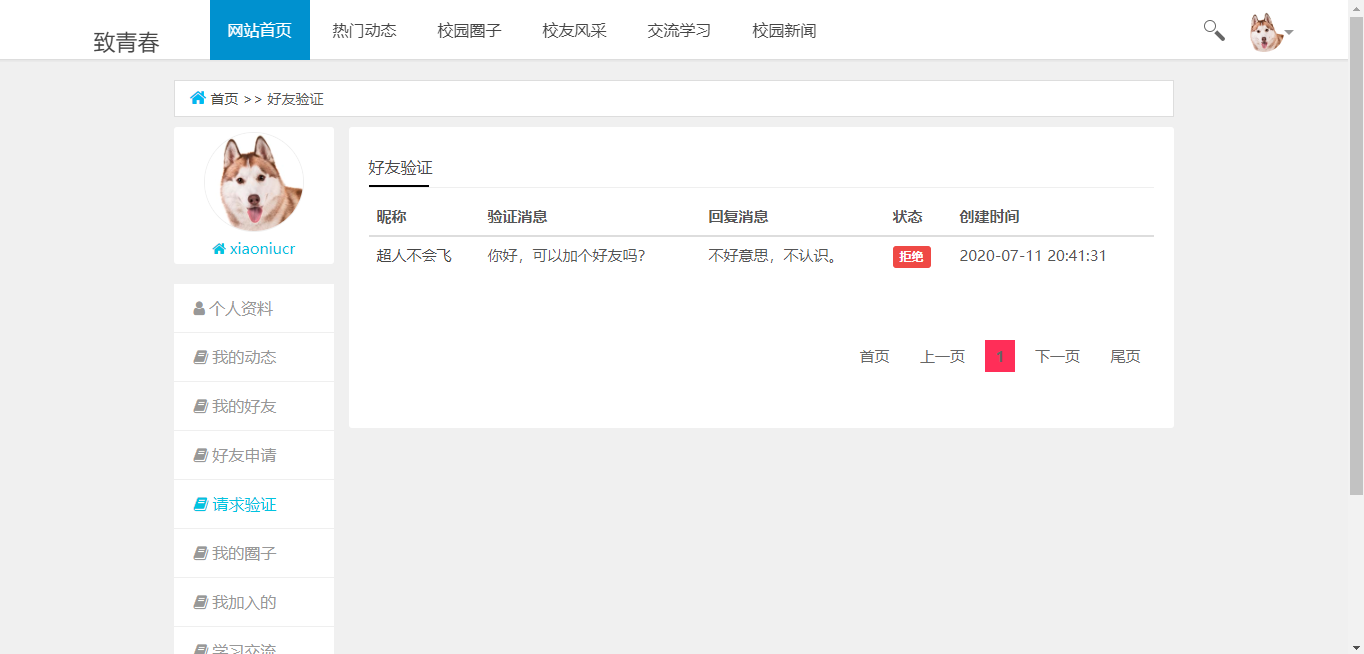 致青春
网站首页 热门动态 校园圈子 校友风采 交流学习 校园新闻
首页 >> 好友验证
xiaoniucr
个人资料
我的动态
我的好友
好友申请
请求验证
我的圈子
我加入的
学习交流
好友验证
昵称 验证消息 回复消息 状态 创建时间
超人不会飞 你好，可以加个好友吗？ 不好意思，不认识。 拒绝 2020-07-11 20:41:31
首页 上一页 1 下一页 尾页